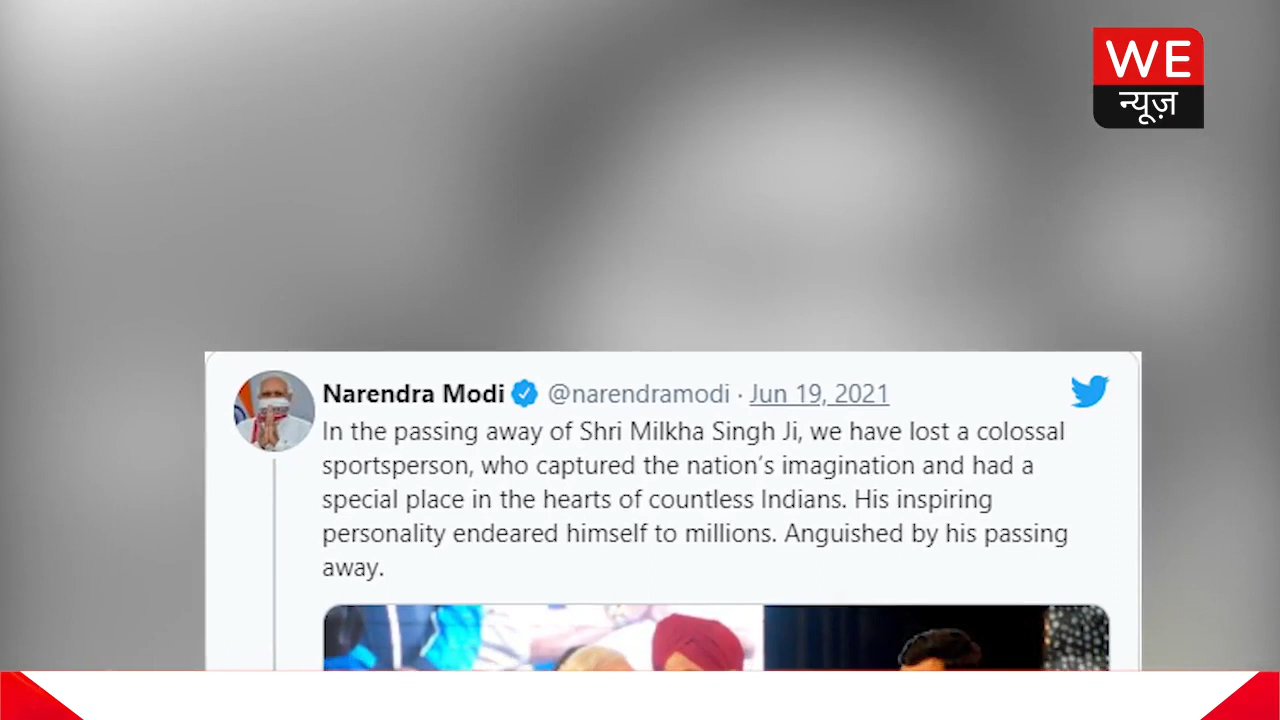 WE
न्यूज़
Narendra Modi @narendramodi · Jun 19, 2021
In the passing away of Shri Milkha Singh Ji, we have lost a colossal
sportsperson, who captured the nation's imagination and had a
special place in the hearts of countless Indians. His inspiring
personality endeared himself to millions. Anguished by his passing
away.